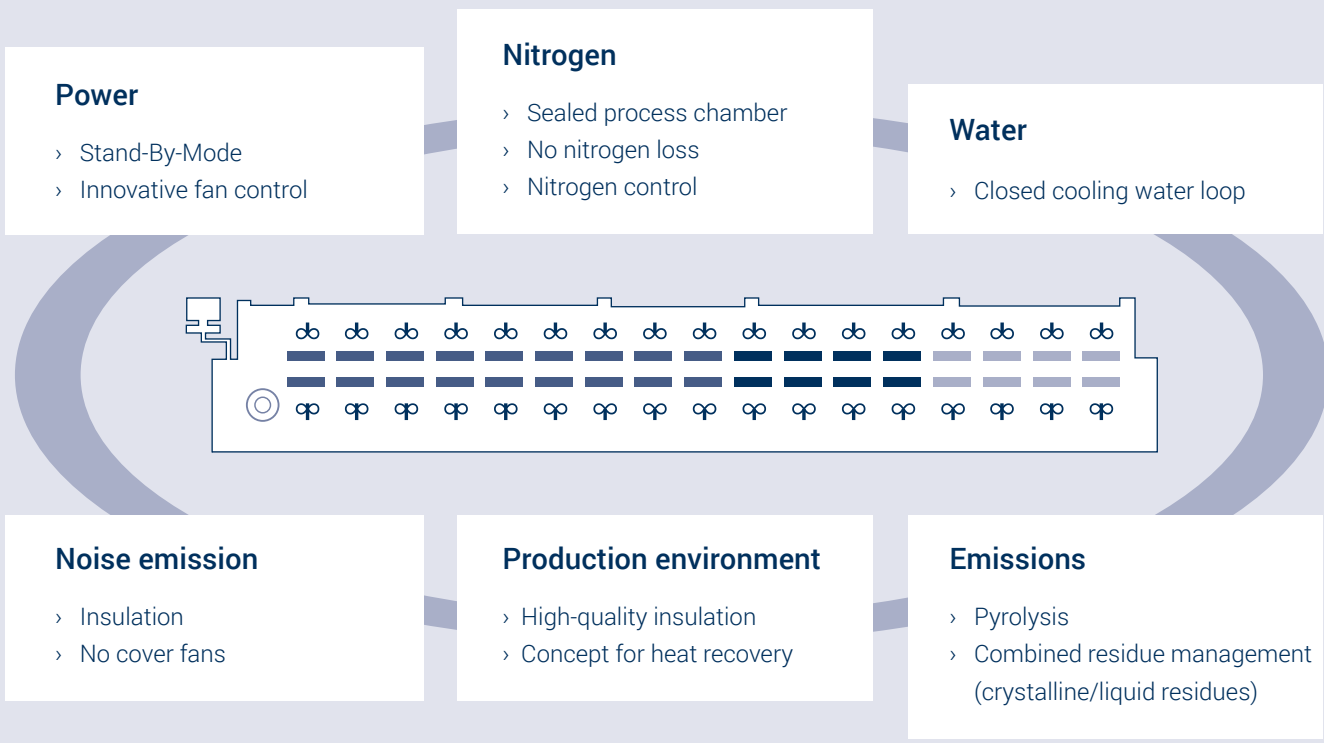 Power
› Stand-By-Mode
› Innovative fan control
Nitrogen
› Sealed process chamber
› No nitrogen loss
› Nitrogen control
Water
› Closed cooling water loop
Noise emission
› Insulation
› No cover fans
Production environment
› High-quality insulation
› Concept for heat recovery
Emissions
› Pyrolysis
› Combined residue management
(crystalline/liquid residues)